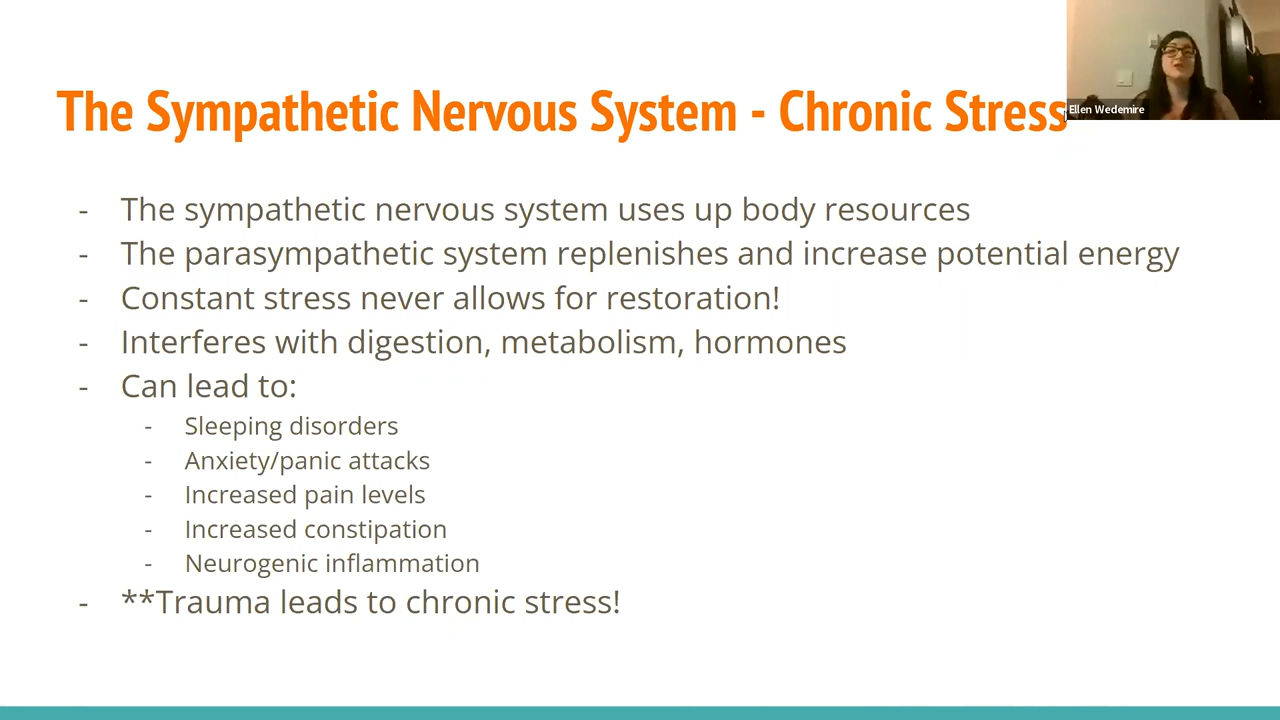 The Sympathetic Nervous System - Chronic Stress
Ellen Wedemire
- The sympathetic nervous system uses up body resources
- The parasympathetic system replenishes and increase potential energy
- Constant stress never allows for restoration!
- Interferes with digestion, metabolism, hormones
- Can lead to:
- Sleeping disorders
- Anxiety/panic attacks
- Increased pain levels
- Increased constipation
- Neurogenic inflammation
- **Trauma leads to chronic stress!